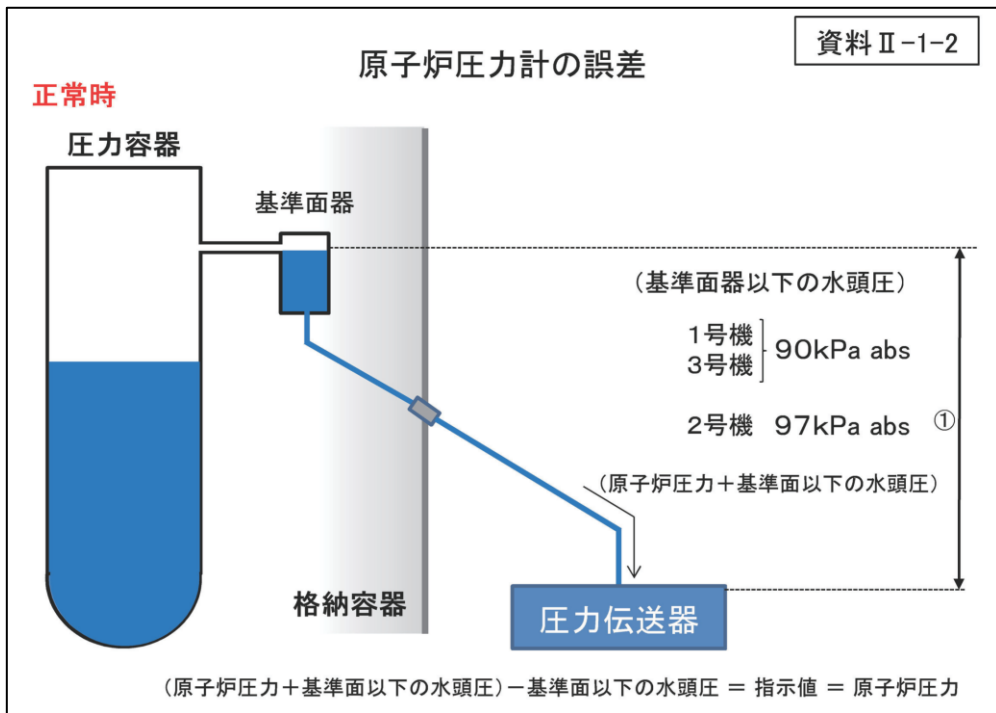 資料Ⅱ-1-2
原子炉圧力計の誤差
正常時
圧力容器
基準面器
（基準面器以下の水頭圧）
1号機
3号機
90kPa abs
2号機 97kPa abs ①
（原子炉圧力＋基準面以下の水頭圧）
格納容器
圧力伝送器
（原子炉圧力＋基準面以下の水頭圧）－基準面以下の水頭圧 ＝ 指示値 ＝ 原子炉圧力